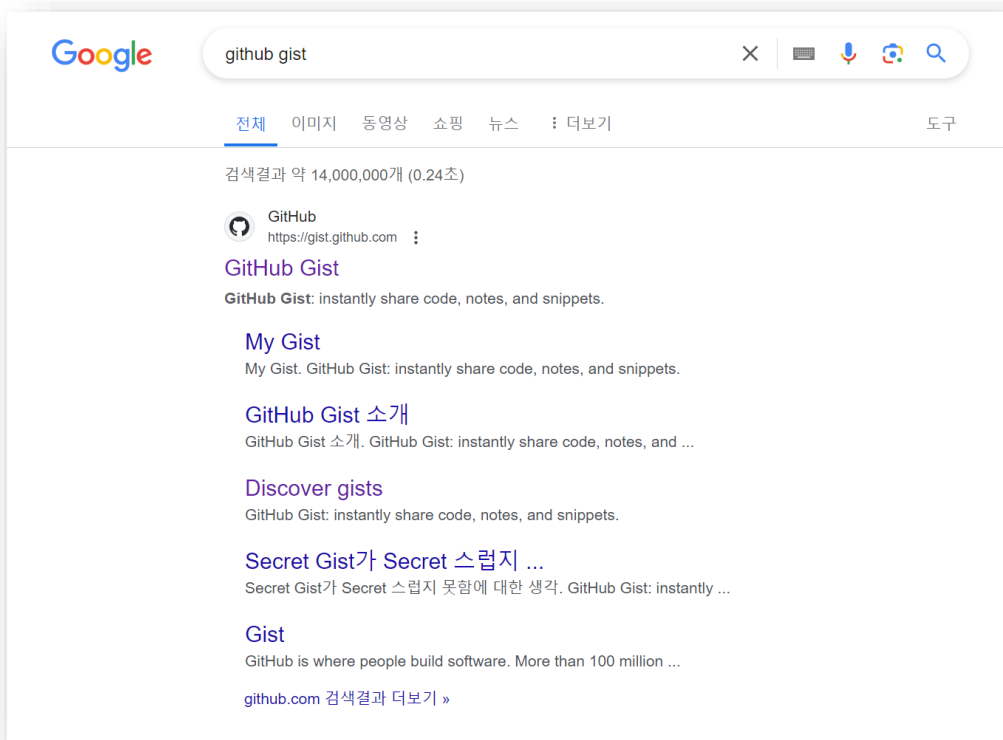 Google
github gist
전체 이미지 동영상 쇼핑 뉴스 더보기 도구
검색결과 약 14,000,000개 (0.24초)
GitHub
https://gist.github.com
GitHub Gist
GitHub Gist: instantly share code, notes, and snippets.
My Gist
My Gist. GitHub Gist: instantly share code, notes, and snippets.
GitHub Gist 소개
GitHub Gist 소개. GitHub Gist: instantly share code, notes, and ...
Discover gists
GitHub Gist: instantly share code, notes, and snippets.
Secret Gist가 Secret 스럽지 ...
Secret Gist가 Secret 스럽지 못함에 대한 생각. GitHub Gist: instantly ...
Gist
GitHub is where people build software. More than 100 million ...
github.com 검색결과 더보기 »